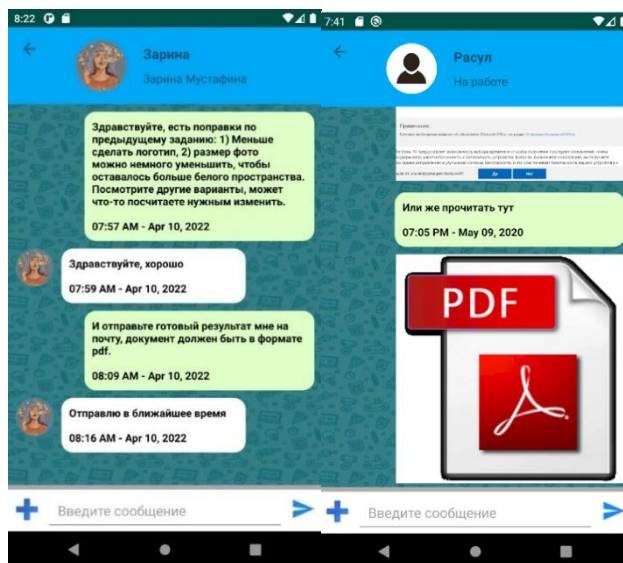 8:22
Зарина
Зарина Мустафина
Здравствуйте, есть поправки по
предыдущему заданию: 1) Меньше
сделать логотип, 2) размер фото
можно немного уменьшить, чтобы
оставалось больше белого пространства.
Посмотрите другие варианты, может
что-то посчитаете нужным изменить.
07:57 AM - Apr 10, 2022
Здравствуйте, хорошо
07:59 AM - Apr 10, 2022
И отправьте готовый результат мне на
почту, документ должен быть в формате
pdf.
08:09 AM - Apr 10, 2022
Отправлю в ближайшее время
08:16 AM - Apr 10, 2022
Введите сообщение
7:41
Расул
На работе
Примечание
Да
Нет
Или же прочитать тут
07:05 PM - May 09, 2020
PDF
Введите сообщение